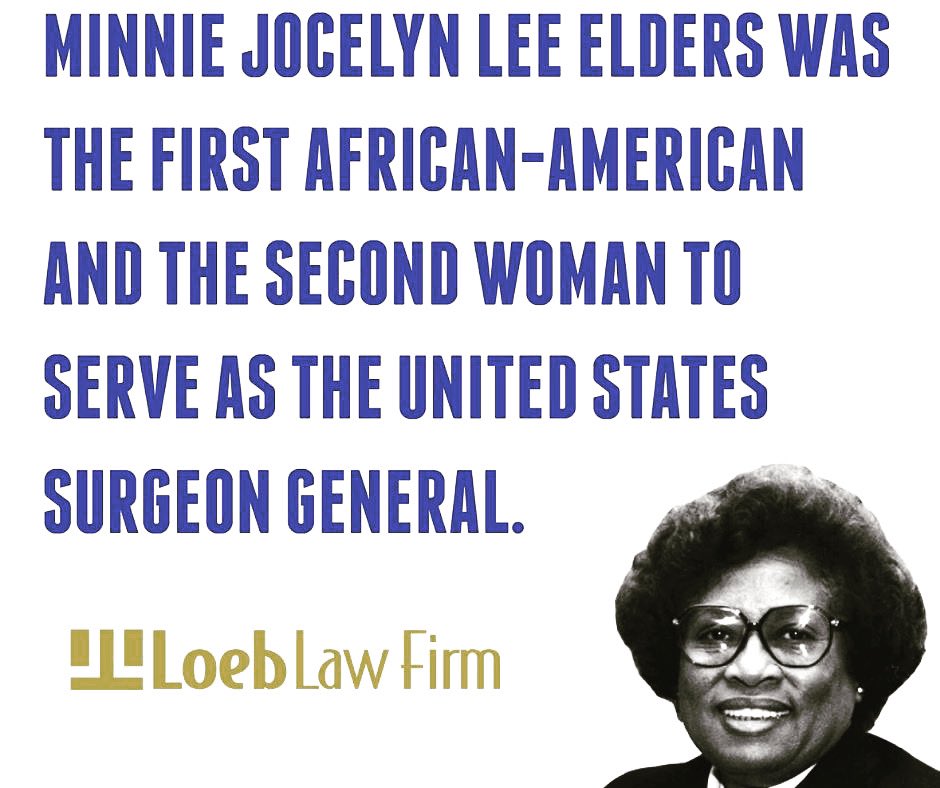 MINNIE JOCELYN LEE ELDERS WAS
THE FIRST AFRICAN-AMERICAN
AND THE SECOND WOMAN TO
SERVE AS THE UNITED STATES
SURGEON GENERAL.
Loeb Law Firm